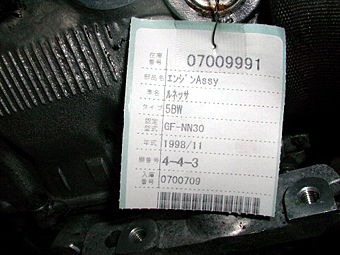 在庫番号 07009991
部品名 エンジンAssy
車名 ルネッサ
タイプ 5BW
認定型式 GF-NN30
年式 1998/11
棚番号 4-4-3
入庫番号 0700709